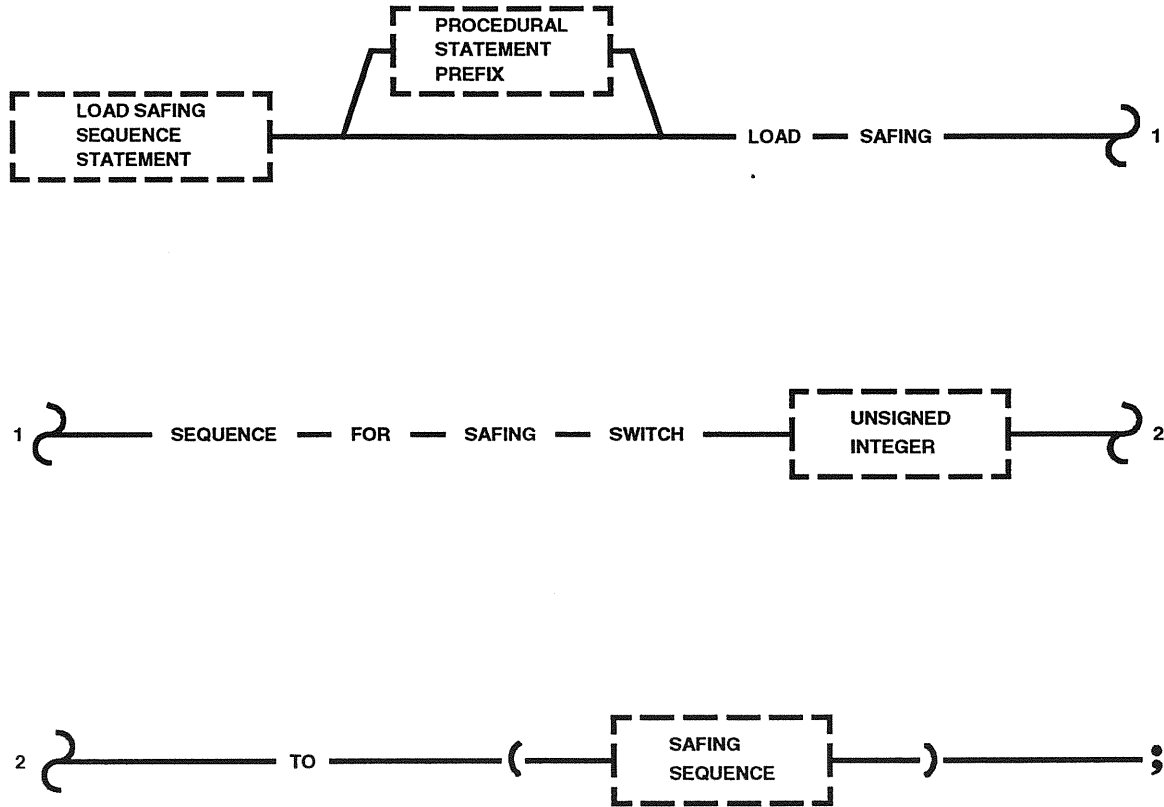 PROCEDURAL
STATEMENT
PREFIX
LOAD SAFING
SEQUENCE
STATEMENT
LOAD SAFING 1
1 SEQUENCE FOR SAFING SWITCH
UNSIGNED
INTEGER
2
2 TO (
SAFING
SEQUENCE
) ;